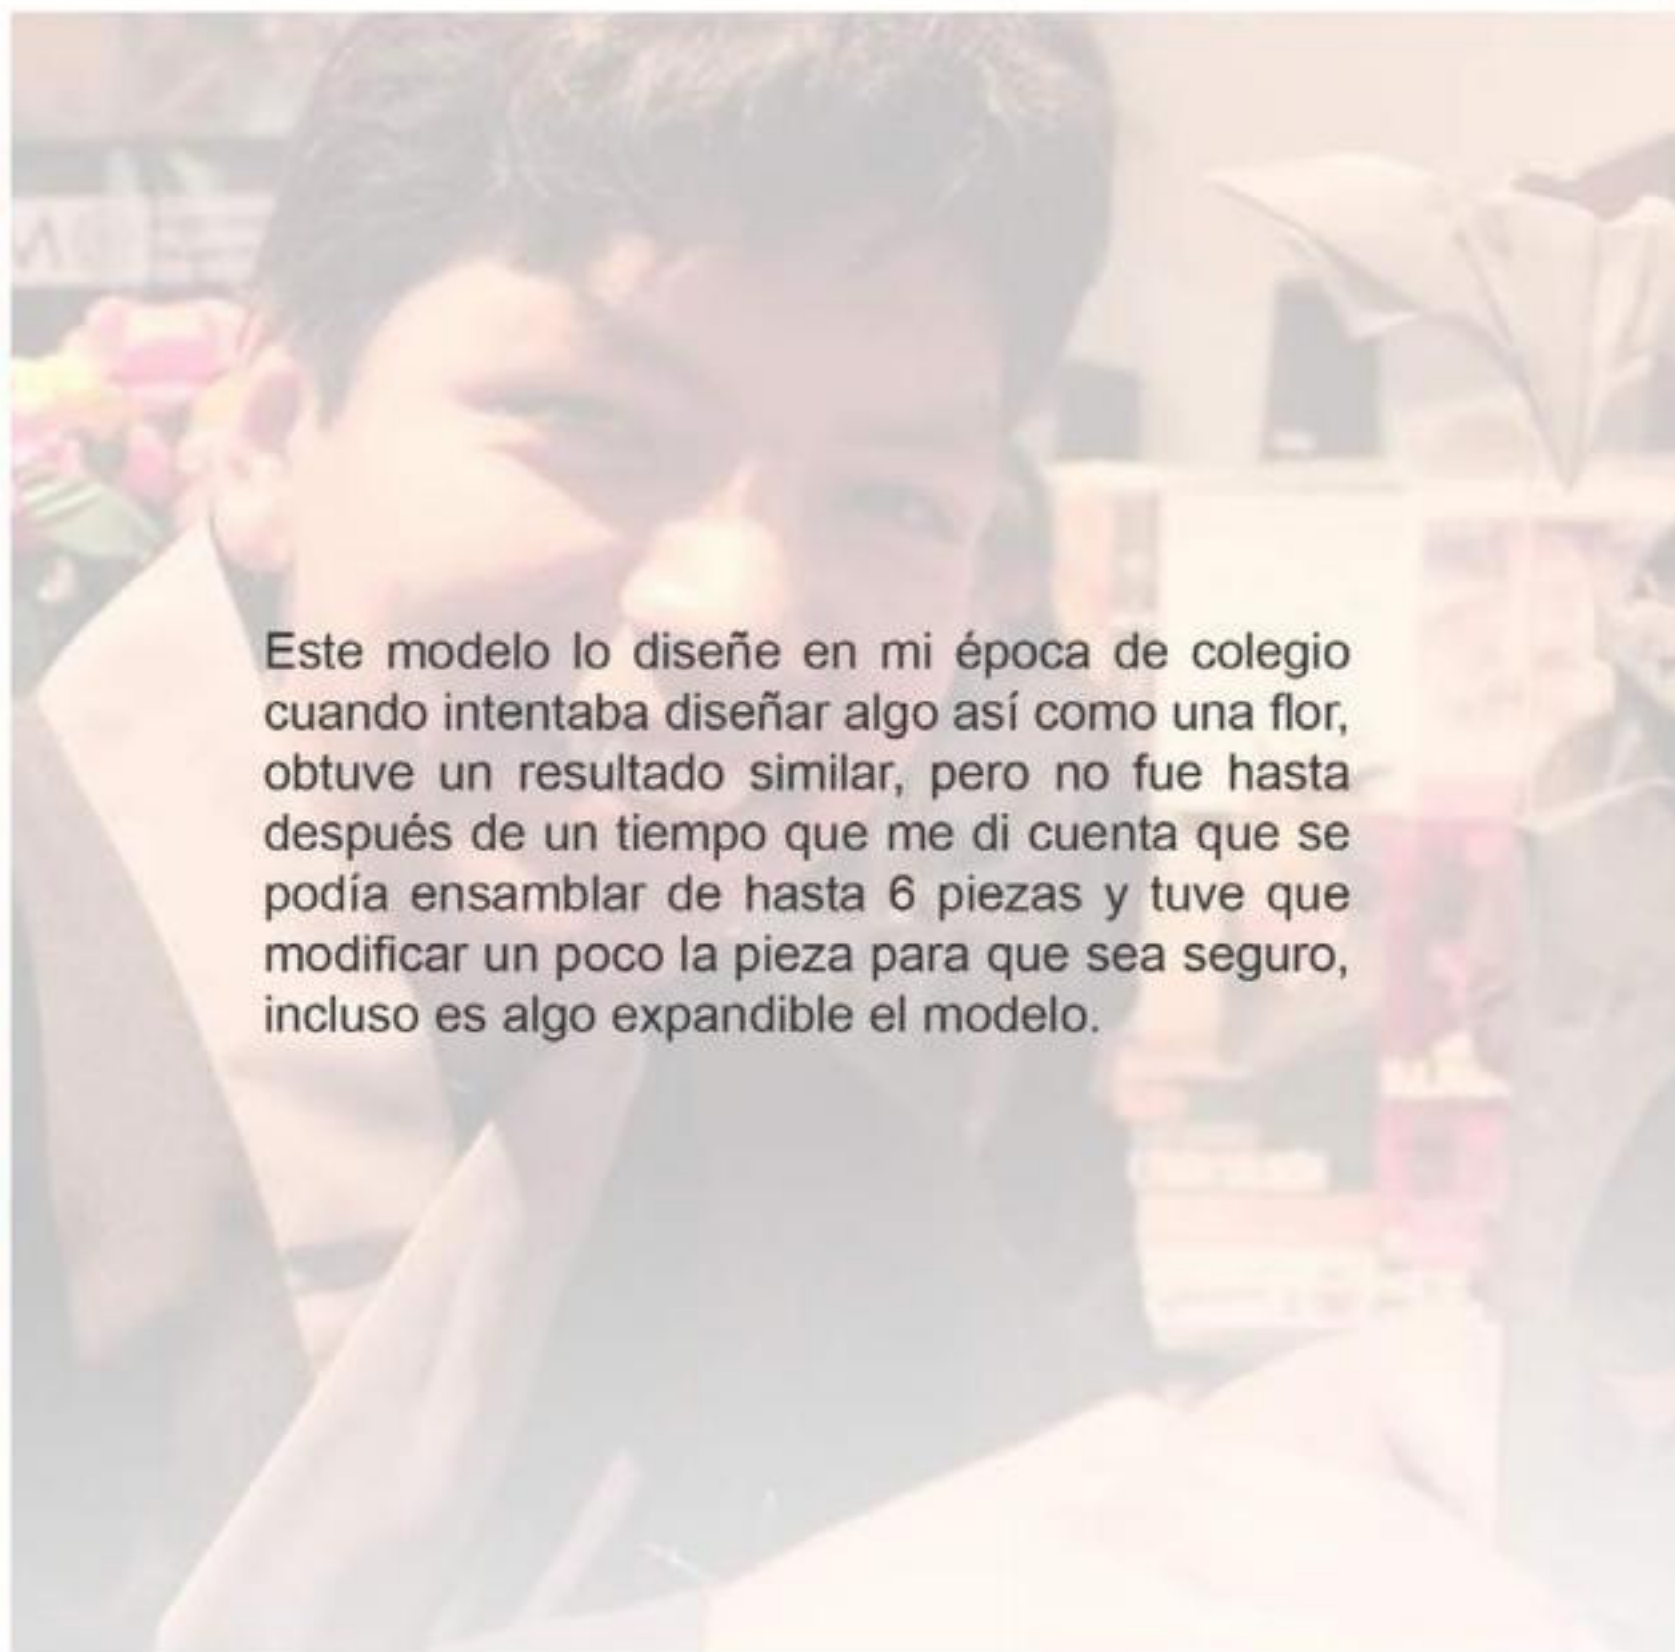 Este modelo lo diseñe en mi época de colegio
cuando intentaba diseñar algo así como una flor,
obtuve un resultado similar, pero no fue hasta
después de un tiempo que me di cuenta que se
podía ensamblar de hasta 6 piezas y tuve que
modificar un poco la pieza para que sea seguro,
incluso es algo expandible el modelo.